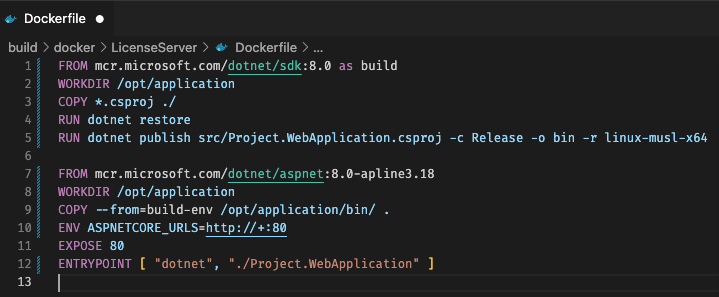 Dockerfile
build > docker > LicenseServer > Dockerfile > ...
1 FROM mcr.microsoft.com/dotnet/sdk:8.0 as build
2 WORKDIR /opt/application
3 COPY *.csproj ./
4 RUN dotnet restore
5 RUN dotnet publish src/Project.WebApplication.csproj -c Release -o bin -r linux-musl-x64
6
7 FROM mcr.microsoft.com/dotnet/aspnet:8.0-apline3.18
8 WORKDIR /opt/application
9 COPY --from=build-env /opt/application/bin/ .
10 ENV ASPNETCORE_URLS=http://+:80
11 EXPOSE 80
12 ENTRYPOINT [ "dotnet", "./Project.WebApplication" ]
13